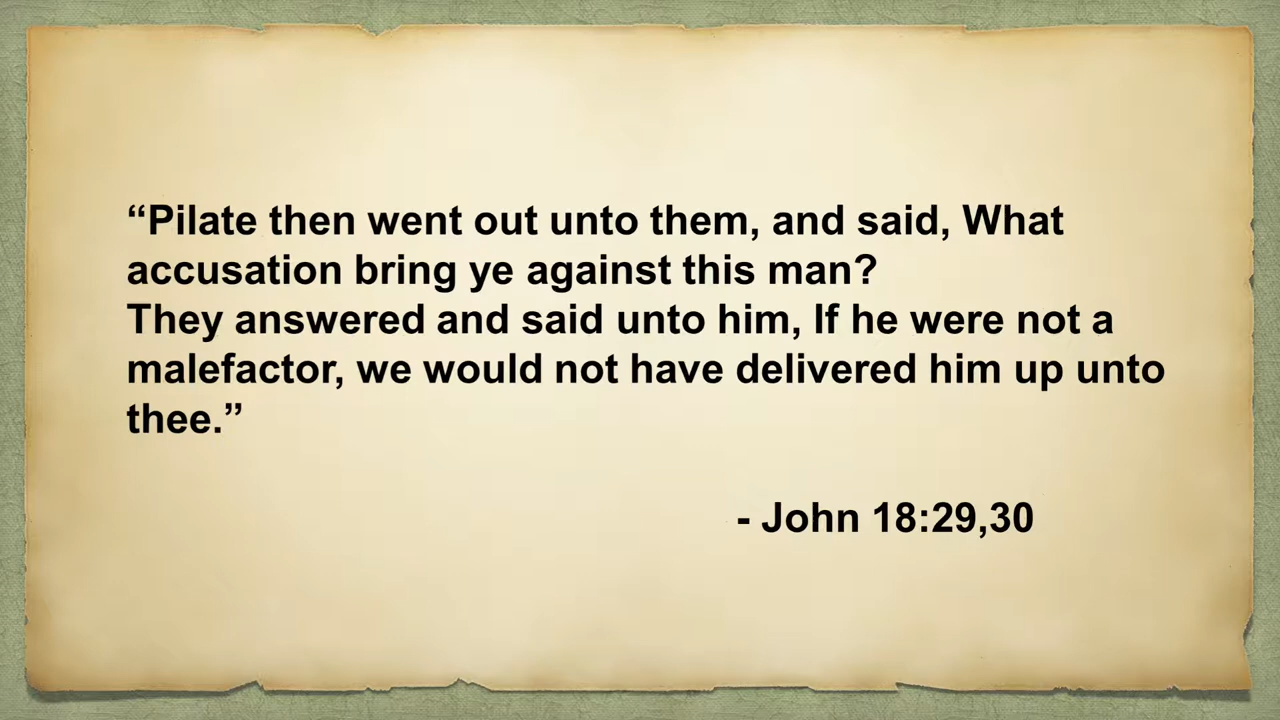 “Pilate then went out unto them, and said, What
accusation bring ye against this man?
They answered and said unto him, If he were not a
malefactor, we would not have delivered him up unto
thee.”
- John 18:29,30